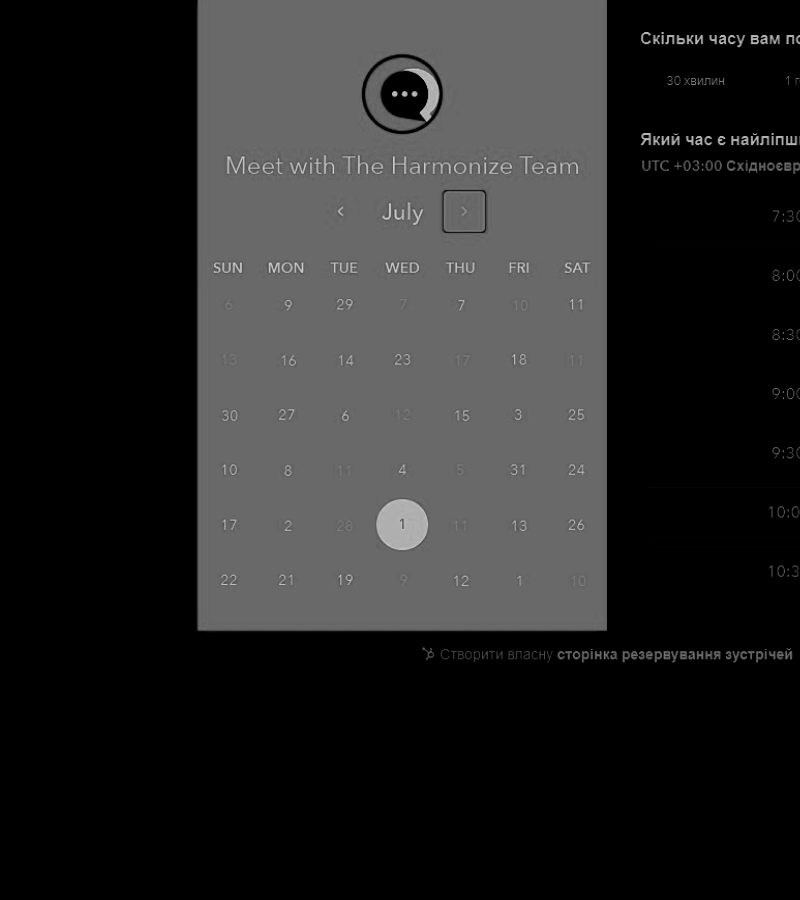 Meet with The Harmonize Team
July
SUN MON TUE WED THU FRI SAT
6 9 29 7 7 10 11
13 16 14 23 17 18 11
30 27 6 12 15 3 25
10 8 11 4 5 31 24
17 2 28 1 11 13 26
22 21 19 9 12 1 10
Скільки часу вам
30 хвилин 1
Який час є
UTC +03:00
7:30
8:00
8:30
9:00
9:30
10:0
10:3
Створити власну сторінка резервування зустрічей